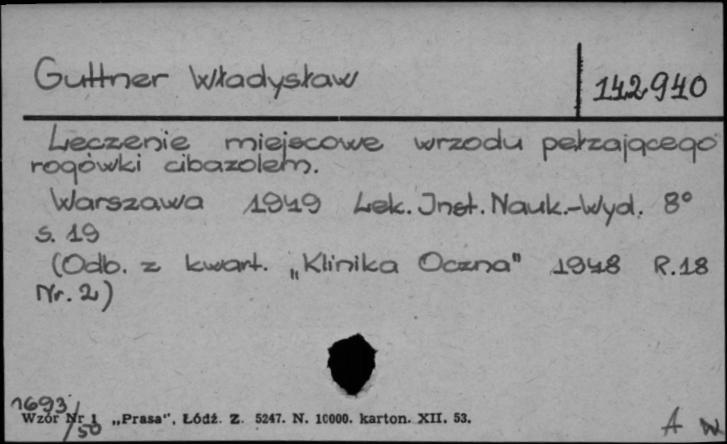 Guttner Władysław
142940
Leczenie miejscowe wrzodu pełzającego
rogówki cibazolem.
Warszawa 1949 Lek. Inst. Nauk.-Wyd. 8°
s. 19
(Odb. z kwart. „Klinika Oczna" 1948 R.18
Nr. 2)
1693/50
Wzór Nr 1 „Prasa", Łódź. Z. 5247. N. 10000. karton. XII. 53.
A W